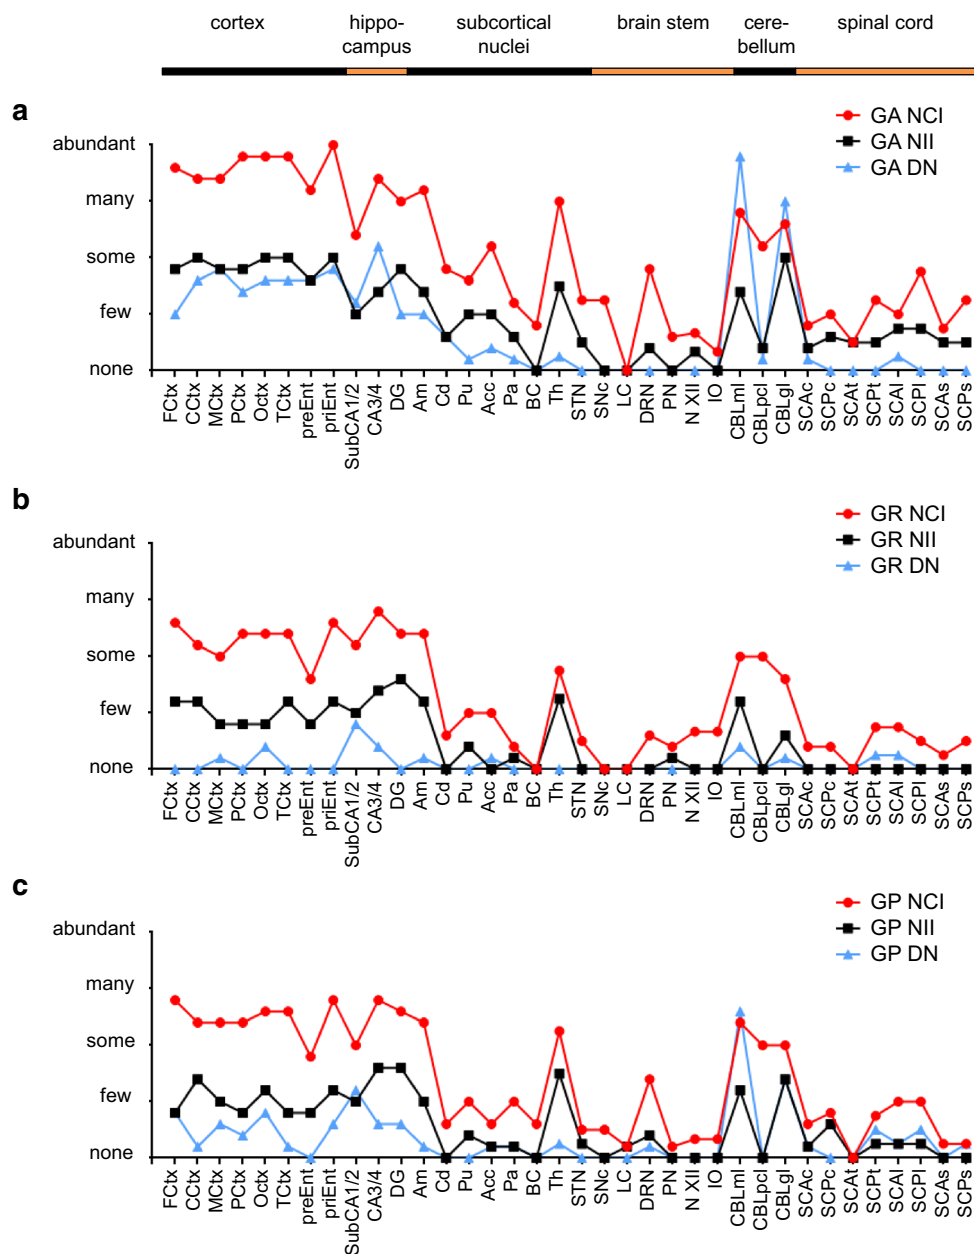 cortex
hippo-
campus
subcortical
nuclei
brain stem
cere-
bellum
spinal cord
a
GA NCI
GA NII
GA DN
abundant
many
some
few
none
FCtx
CCtx
MCtx
PCtx
Octx
TCtx
preEnt
priEnt
SubCA1/2
CA3/4
DG
Am
Cd
Pu
Acc
Pa
BC
Th
STN
SNc
LC
DRN
PN
N XII
IO
CBLml
CBLpcl
CBLgl
SCAc
SCPc
SCAt
SCPt
SCAl
SCPl
SCAs
SCPs
b
GR NCI
GR NII
GR DN
abundant
many
some
few
none
FCtx
CCtx
MCtx
PCtx
Octx
TCtx
preEnt
priEnt
SubCA1/2
CA3/4
DG
Am
Cd
Pu
Acc
Pa
BC
Th
STN
SNc
LC
DRN
PN
N XII
IO
CBLml
CBLpcl
CBLgl
SCAc
SCPc
SCAt
SCPt
SCAl
SCPl
SCAs
SCPs
c
GP NCI
GP NII
GP DN
abundant
many
some
few
none
FCtx
CCtx
MCtx
PCtx
Octx
TCtx
preEnt
priEnt
SubCA1/2
CA3/4
DG
Am
Cd
Pu
Acc
Pa
BC
Th
STN
SNc
LC
DRN
PN
N XII
IO
CBLml
CBLpcl
CBLgl
SCAc
SCPc
SCAt
SCPt
SCAl
SCPl
SCAs
SCPs